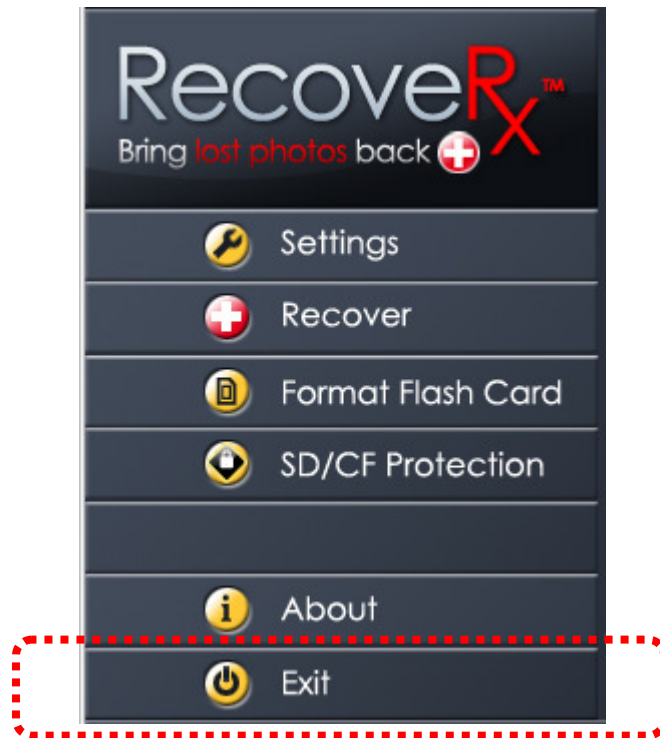 RecoveRx™
Bring lost photos back
Settings
Recover
Format Flash Card
SD/CF Protection
About
Exit